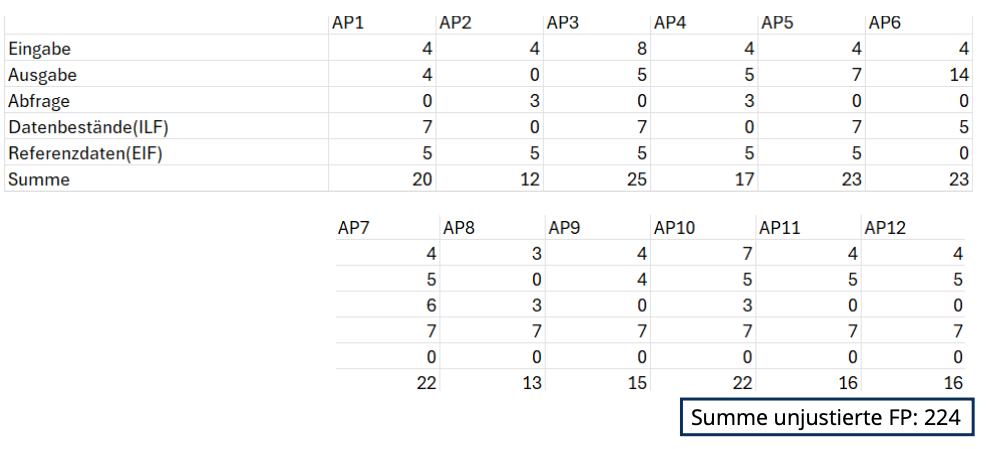 AP1 AP2 AP3 AP4 AP5 AP6
Eingabe 4 4 8 4 4 4
Ausgabe 4 0 5 5 7 14
Abfrage 0 3 0 3 0 0
Datenbestände(ILF) 7 0 7 0 7 5
Referenzdaten(EIF) 5 5 5 5 5 0
Summe 20 12 25 17 23 23
AP7 AP8 AP9 AP10 AP11 AP12
4 3 4 7 4 4
5 0 4 5 5 5
6 3 0 3 0 0
7 7 7 7 7 7
0 0 0 0 0 0
22 13 15 22 16 16
Summe unjustierte FP: 224